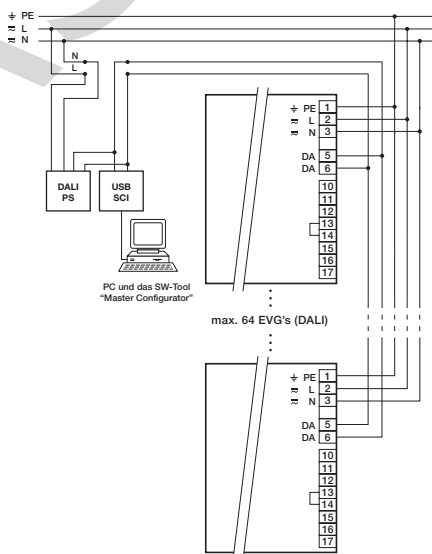 ⏚ PE
≂ L
≂ N
N
L
DALI
PS
USB
SCI
PC und das SW-Tool
"Master Configurator"
⏚ PE 1
≂ L 2
≂ N 3
DA 5
DA 6
10
11
12
13
14
15
16
17
max. 64 EVG's (DALI)
⏚ PE 1
≂ L 2
≂ N 3
DA 5
DA 6
10
11
12
13
14
15
16
17